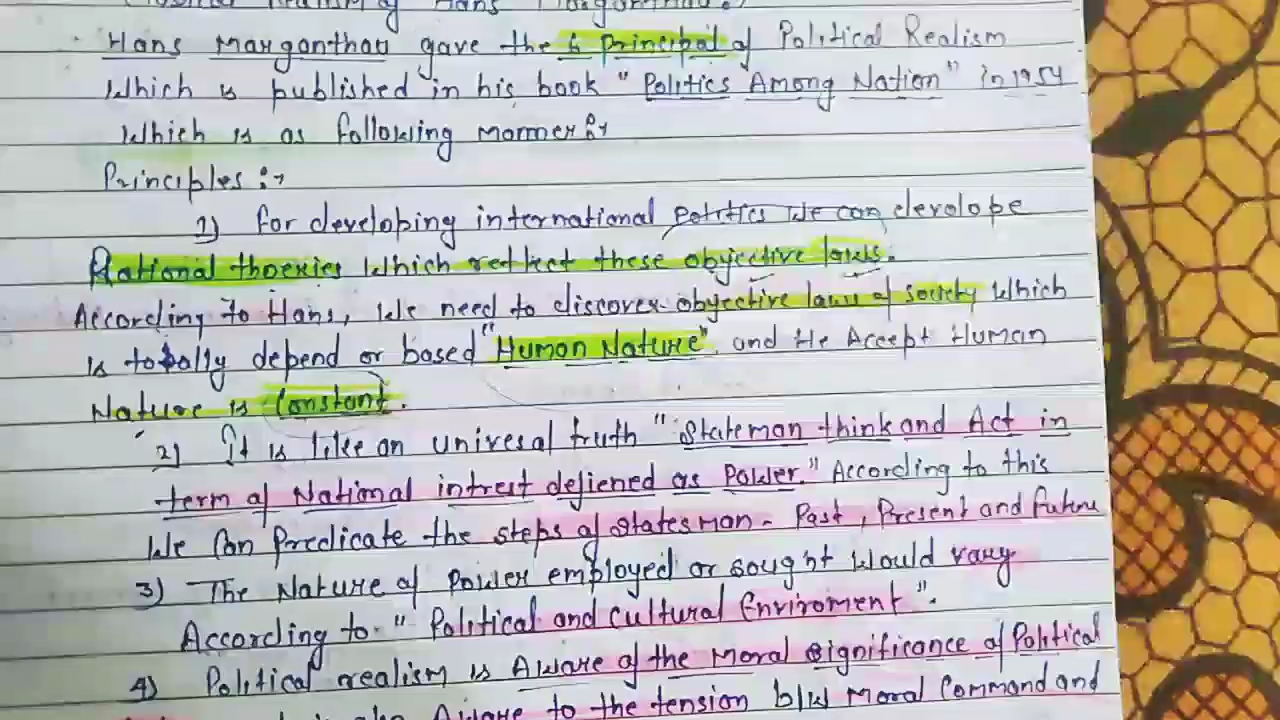 Realism of Hans
Hans Morganthau gave the 6 principal of Political Realism
Which is published in his book "Politics Among Nation" in 1954
Which is as following manner :-
Principles :-
1) for developing international politics we can develope
Rational thoeries which reflect these objective laws.
According to Hans, We need to discover objective laws of society which
is totally depend or based "Human Nature" and He Accept Human
Nature is Constant.
2) It is like an univesal truth "Stateman think and Act in
term of National intrest defiened as Power." According to this
We Can Predicate the steps of statesman - Past, Present and future
3) The Nature of power employed or sought would vary
According to "Political and cultural Enviroment".
4) Political realism is Aware of the moral significance of Political
Aware to the tension b/w Moral Command and